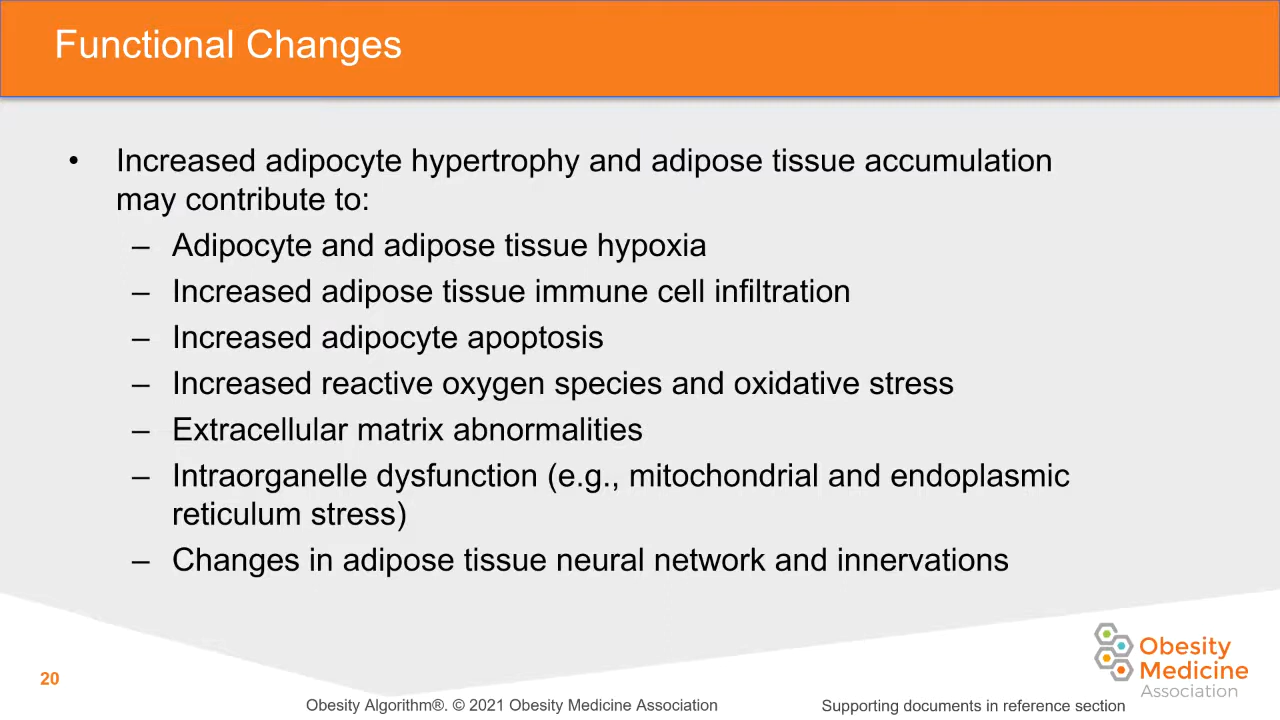 Functional Changes
• Increased adipocyte hypertrophy and adipose tissue accumulation
may contribute to:
– Adipocyte and adipose tissue hypoxia
– Increased adipose tissue immune cell infiltration
– Increased adipocyte apoptosis
– Increased reactive oxygen species and oxidative stress
– Extracellular matrix abnormalities
– Intraorganelle dysfunction (e.g., mitochondrial and endoplasmic
reticulum stress)
– Changes in adipose tissue neural network and innervations
Obesity
Medicine
Association
20
Obesity Algorithm®. © 2021 Obesity Medicine Association
Supporting documents in reference section